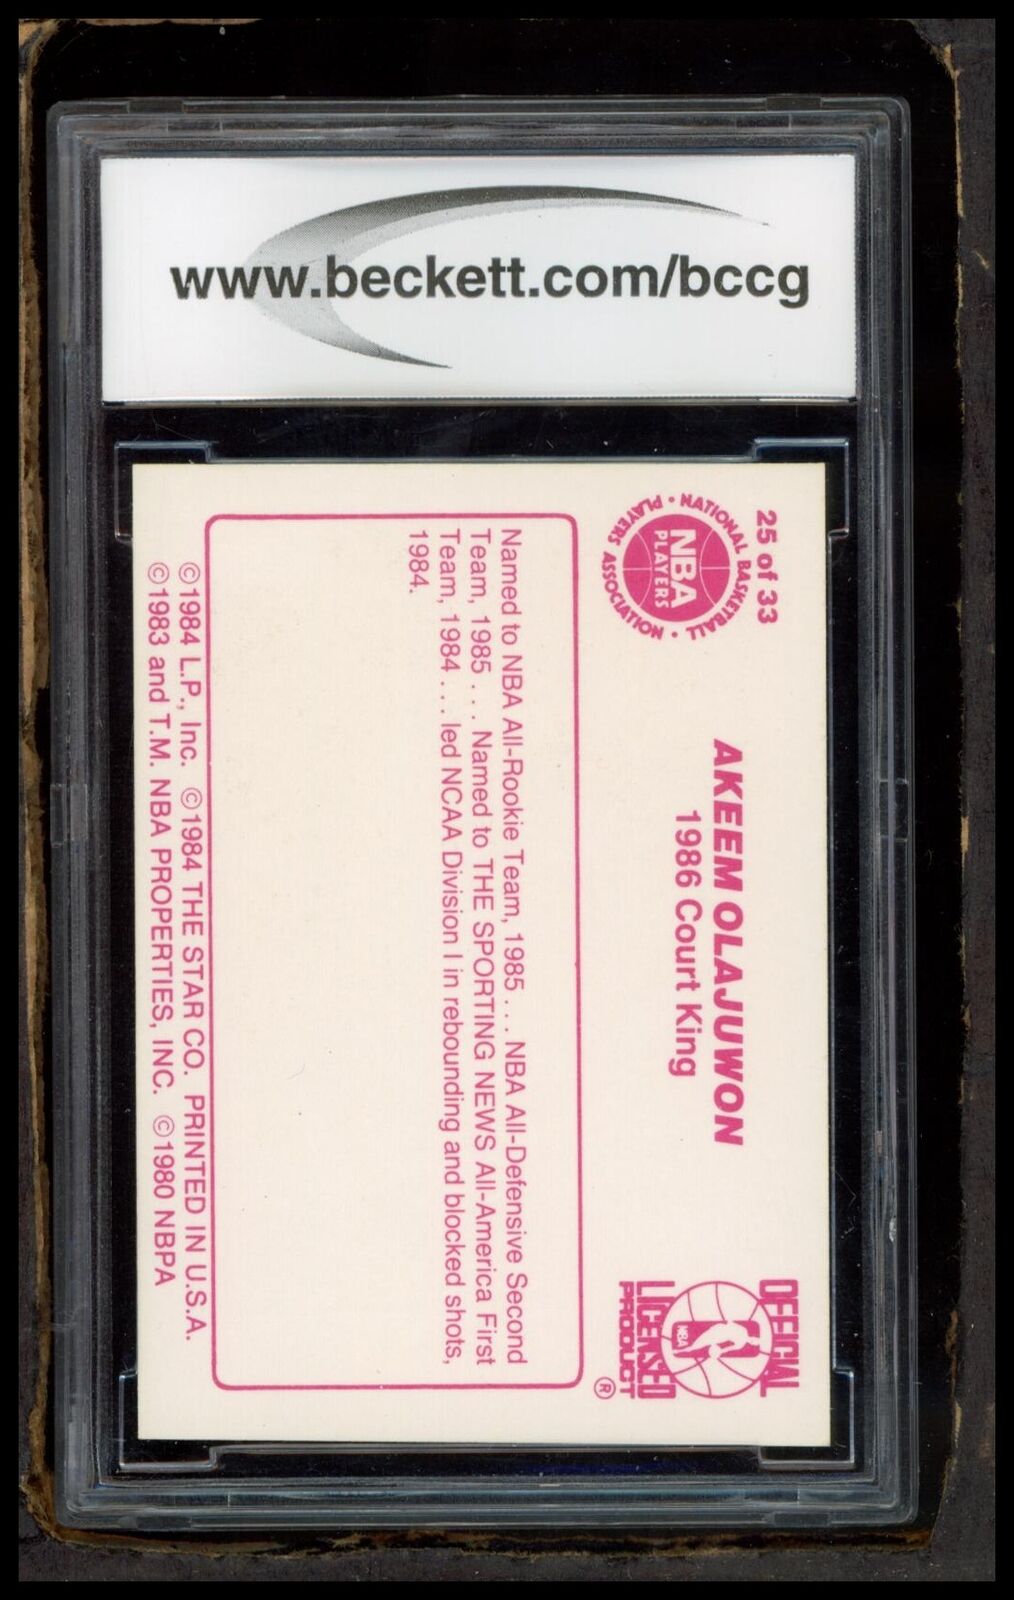 www.beckett.com/bccg
25 of 33
NATIONAL BASKETBALL PLAYERS ASSOCIATION
NBA
PLAYERS
AKEEM OLAJUWON
1986 Court King
OFFICIAL
NBA
LICENSED
PRODUCT
®
Named to NBA All-Rookie Team, 1985 ... NBA All-Defensive Second
Team, 1985 ... Named to THE SPORTING NEWS All-America First
Team, 1984 ... led NCAA Division I in rebounding and blocked shots,
1984.
©1984 L.P., Inc. ©1984 THE STAR CO. PRINTED IN U.S.A.
©1983 and T.M. NBA PROPERTIES, INC. ©1980 NBPA